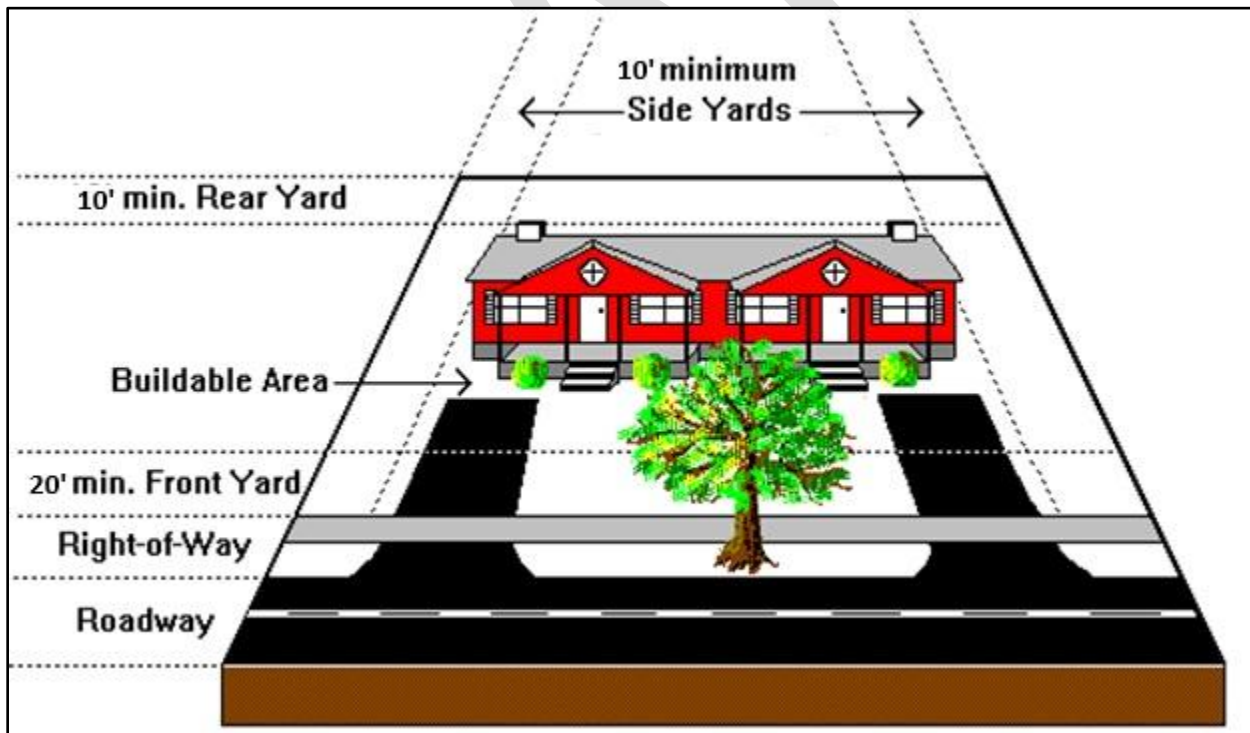 10' minimum
Side Yards
10' min. Rear Yard
Buildable Area
20' min. Front Yard
Right-of-Way
Roadway